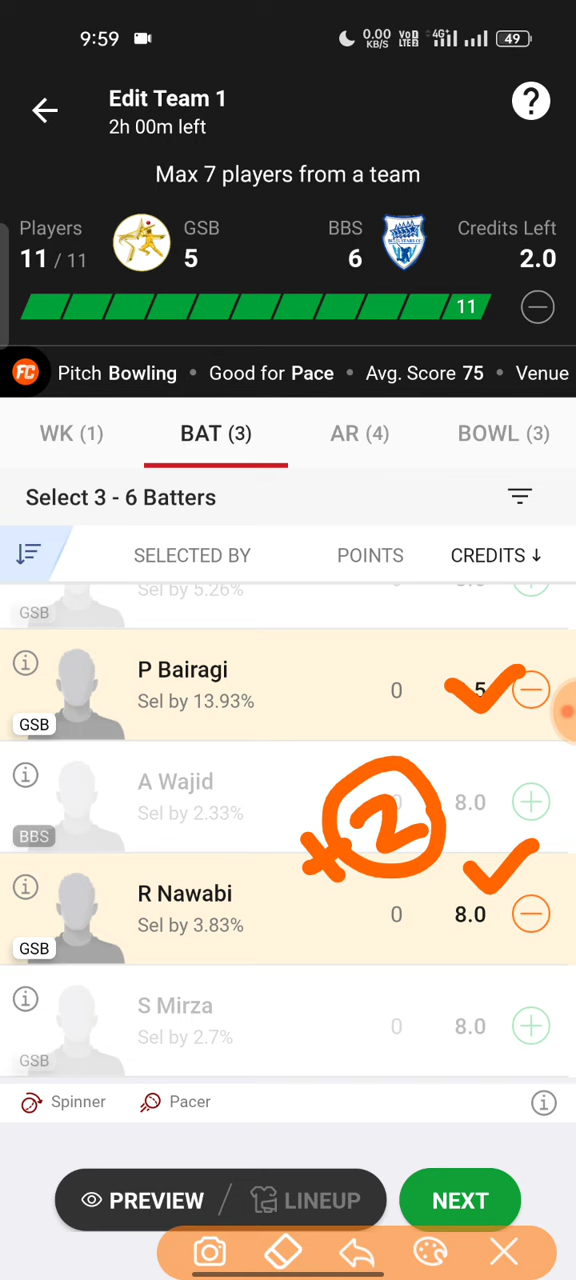 9:59 0.00 KB/S Vo) LTE2 4G+ 49
Edit Team 1
2h 00m left
?
Max 7 players from a team
Players GSB BBS Credits Left
11 / 11 5 6 2.0
11
FC Pitch Bowling • Good for Pace • Avg. Score 75 • Venue
WK (1) BAT (3) AR (4) BOWL (3)
Select 3 - 6 Batters
SELECTED BY POINTS CREDITS ↓
Sel by 5.26%
GSB
P Bairagi
Sel by 13.93% 0 5
GSB
A Wajid
Sel by 2.33% 8.0
BBS
2
R Nawabi
Sel by 3.83% 0 8.0
GSB
S Mirza
Sel by 2.7% 0 8.0
GSB
Spinner Pacer
PREVIEW / LINEUP NEXT